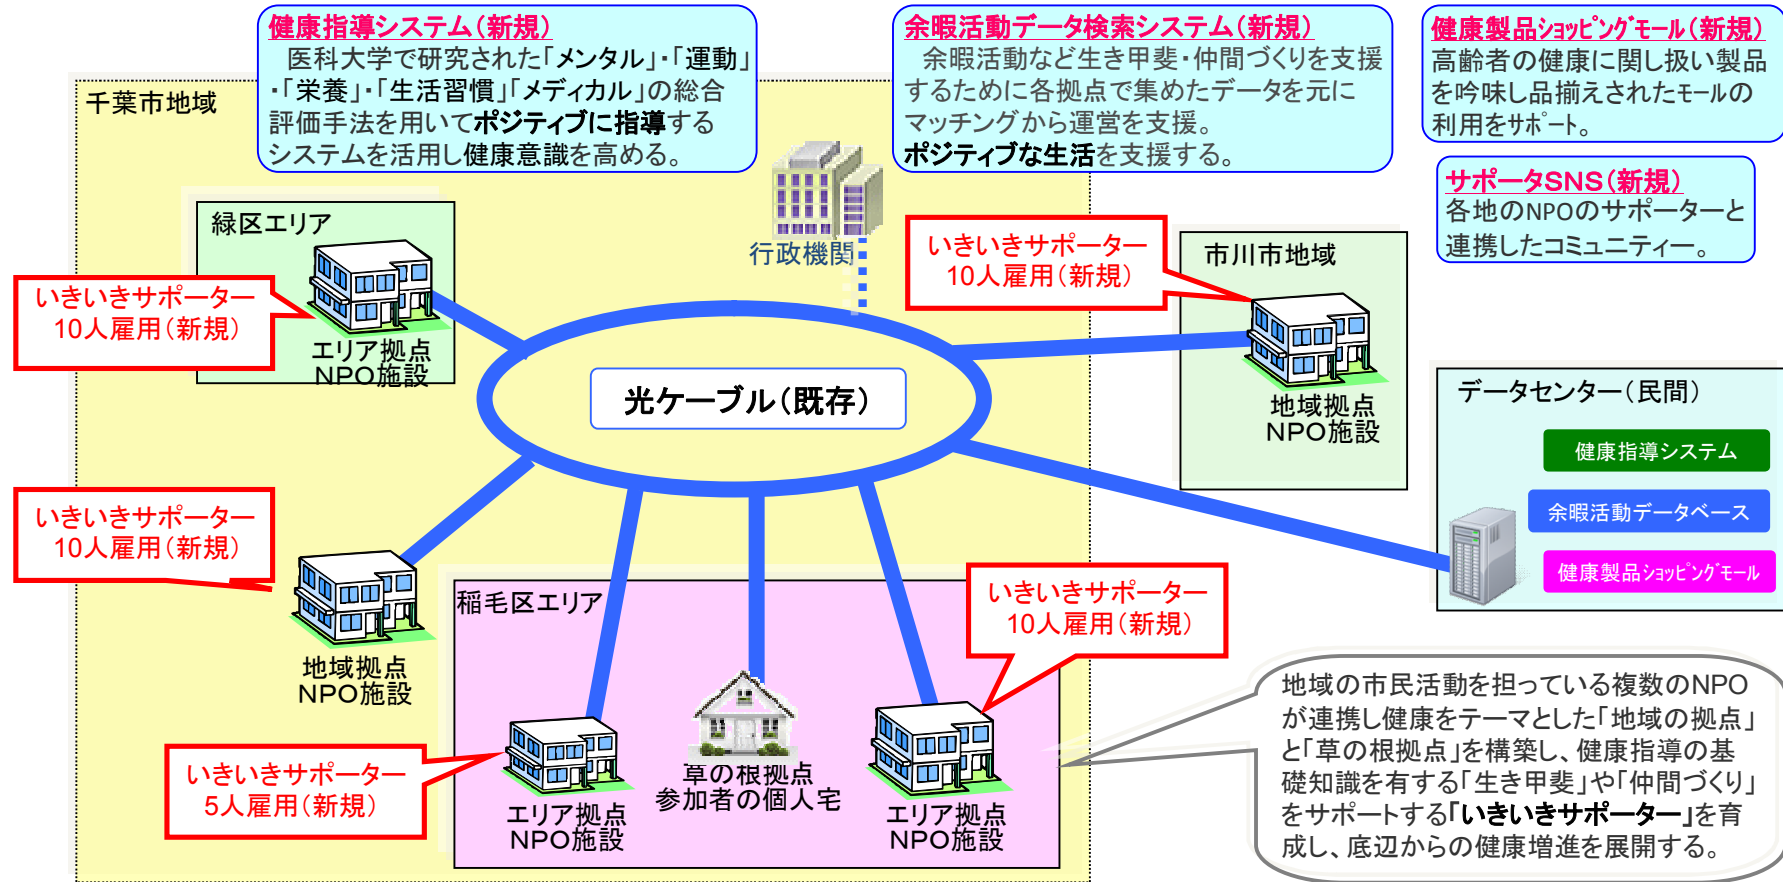 健康指導システム(新規)
医科大学で研究された「メンタル」・「運動」
・「栄養」・「生活習慣」「メディカル」の総合
評価手法を用いてポジティブに指導する
システムを活用し健康意識を高める。
余暇活動データ検索システム(新規)
余暇活動など生き甲斐・仲間づくりを支援
するために各拠点で集めたデータを元に
マッチングから運営を支援。
ポジティブな生活を支援する。
健康製品ショッピングモール(新規)
高齢者の健康に関し扱い製品
を吟味し品揃えされたモールの
利用をサポート。
サポータSNS(新規)
各地のNPOのサポーターと
連携したコミュニティー。
千葉市地域
緑区エリア
いきいきサポーター
10人雇用(新規)
エリア拠点
NPO施設
行政機関
いきいきサポーター
10人雇用(新規)
市川市地域
地域拠点
NPO施設
光ケーブル(既存)
データセンター(民間)
健康指導システム
余暇活動データベース
健康製品ショッピングモール
いきいきサポーター
10人雇用(新規)
地域拠点
NPO施設
稲毛区エリア
いきいきサポーター
10人雇用(新規)
いきいきサポーター
5人雇用(新規)
エリア拠点
NPO施設
草の根拠点
参加者の個人宅
エリア拠点
NPO施設
地域の市民活動を担っている複数のNPO
が連携し健康をテーマとした「地域の拠点」
と「草の根拠点」を構築し、健康指導の基
礎知識を有する「生き甲斐」や「仲間づくり」
をサポートする「いきいきサポーター」を育
成し、底辺からの健康増進を展開する。